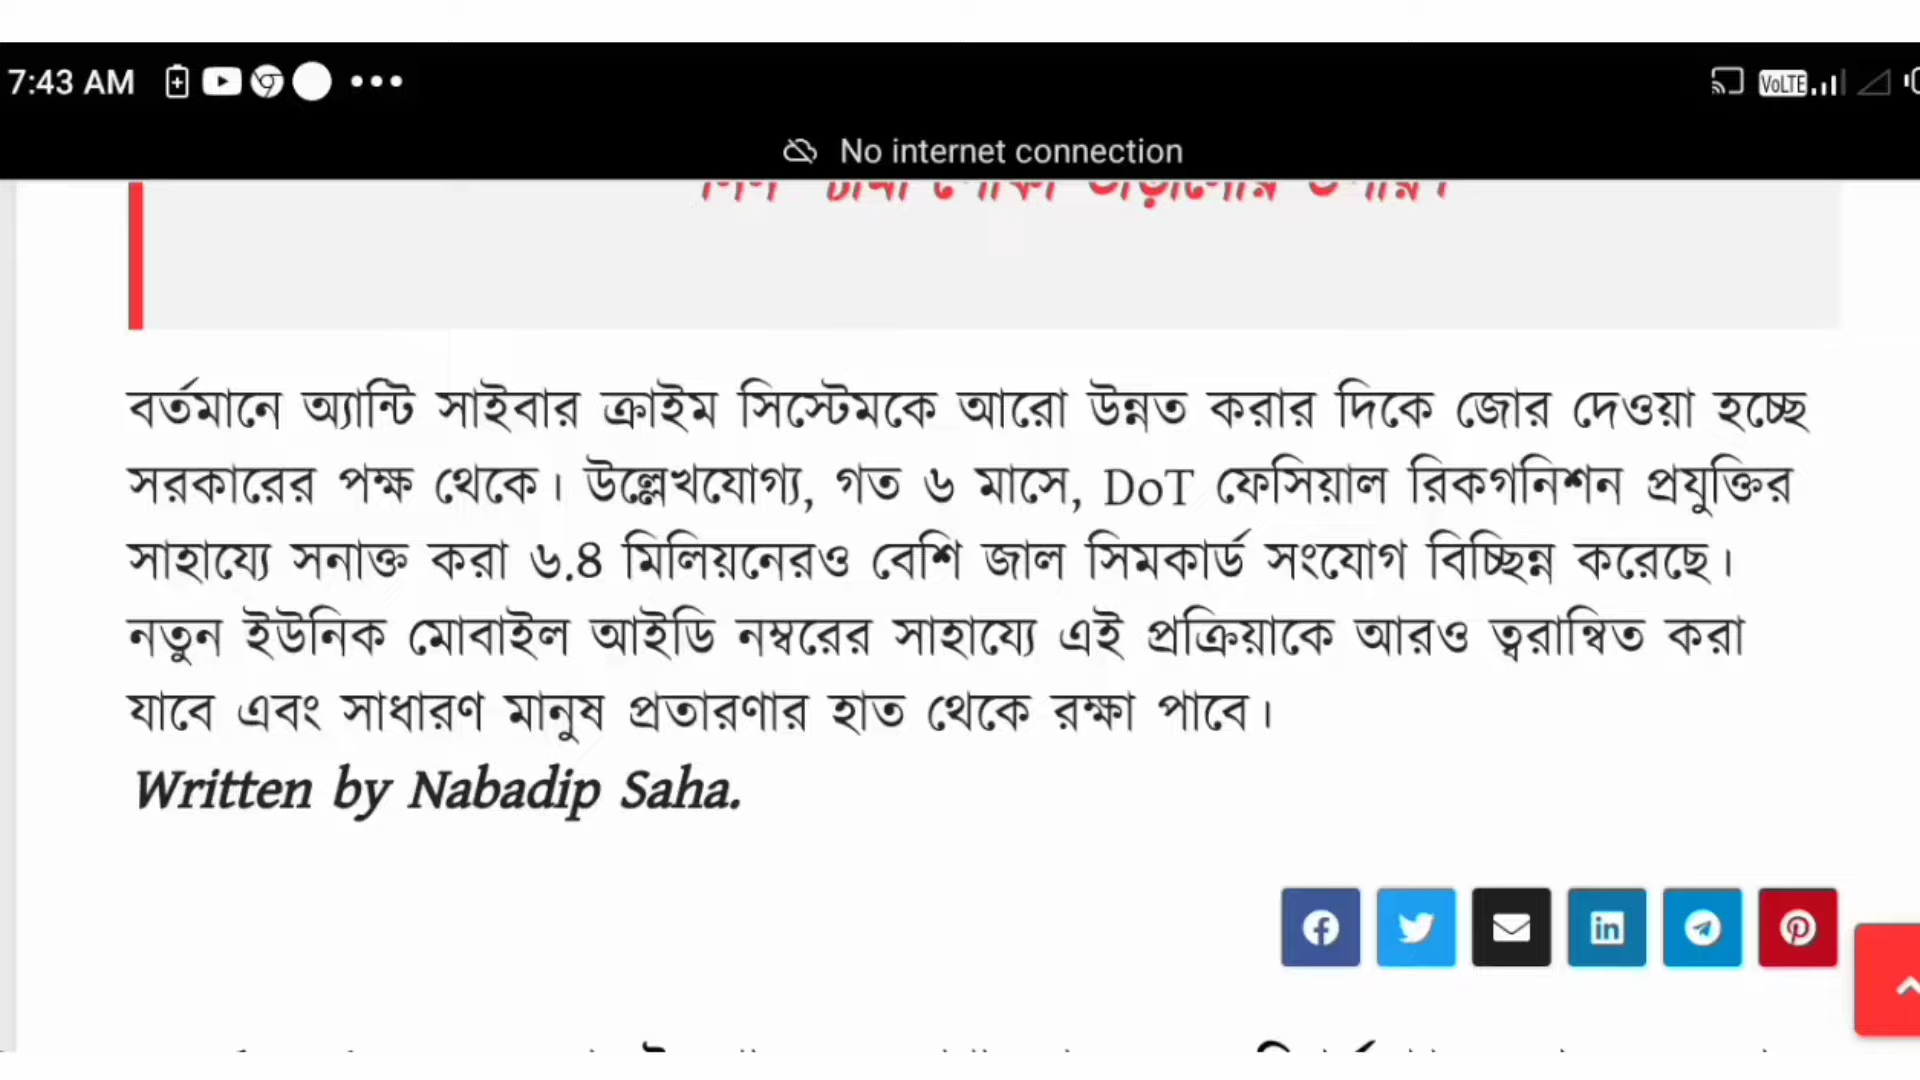 7:43 AM
VoLTE
No internet connection
বর্তমানে অ্যান্টি সাইবার ক্রাইম সিস্টেমকে আরো উন্নত করার দিকে জোর দেওয়া হচ্ছে
সরকারের পক্ষ থেকে। উল্লেখযোগ্য, গত ৬ মাসে, DoT ফেসিয়াল রিকগনিশন প্রযুক্তির
সাহায্যে সনাক্ত করা ৬.৪ মিলিয়নেরও বেশি জাল সিমকার্ড সংযোগ বিচ্ছিন্ন করেছে।
নতুন ইউনিক মোবাইল আইডি নম্বরের সাহায্যে এই প্রক্রিয়াকে আরও ত্বরান্বিত করা
যাবে এবং সাধারণ মানুষ প্রতারণার হাত থেকে রক্ষা পাবে।
Written by Nabadip Saha.